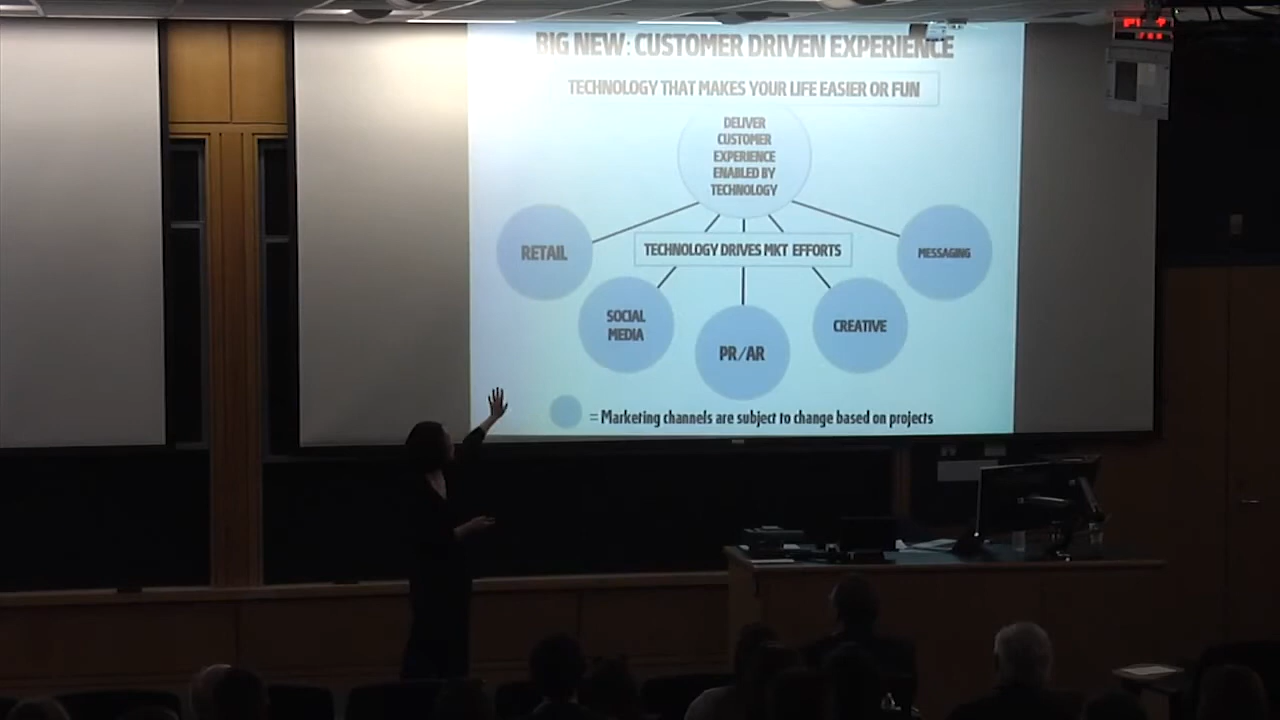 BIG NEW: CUSTOMER DRIVEN EXPERIENCE
TECHNOLOGY THAT MAKES YOUR LIFE EASIER OR FUN
DELIVER
CUSTOMER
EXPERIENCE
ENABLED BY
TECHNOLOGY
RETAIL
TECHNOLOGY DRIVES MKT EFFORTS
MESSAGING
SOCIAL
MEDIA
PR/AR
CREATIVE
= Marketing channels are subject to change based on projects